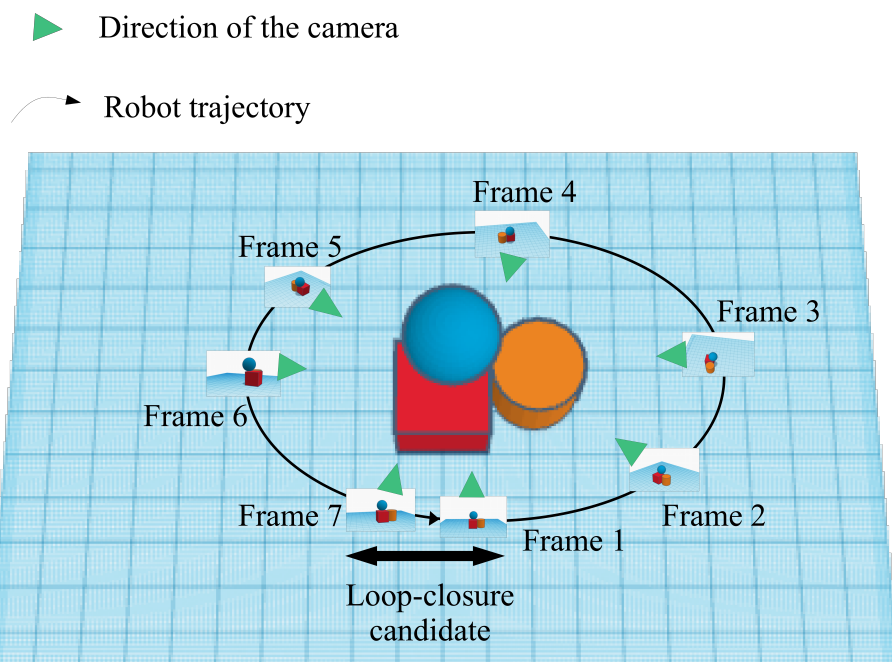 Direction of the camera
Robot trajectory
Frame 4
Frame 5
Frame 3
Frame 6
Frame 7
Frame 2
Frame 1
Loop-closure
candidate